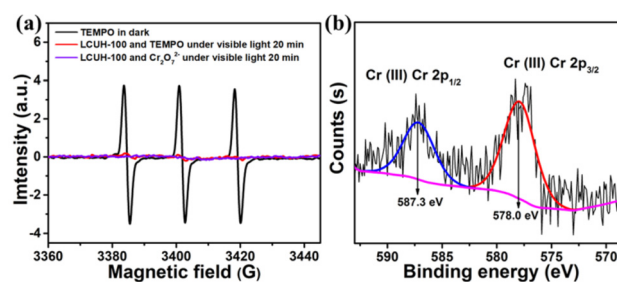 (a)
TEMPO in dark
LCUH-100 and TEMPO under visible light 20 min
LCUH-100 and Cr₂O₇²⁻ under visible light 20 min
Imtensity (a.u.)
6
4
2
0
-2
-4
3360 3380 3400 3420 3440
Magnetic field (G)
(b)
Cr (III) Cr 2p₁/₂
Cr (III) Cr 2p₃/₂
Counts (s)
587.3 eV
578.0 eV
590 585 580 575 570
Binding energy (eV)